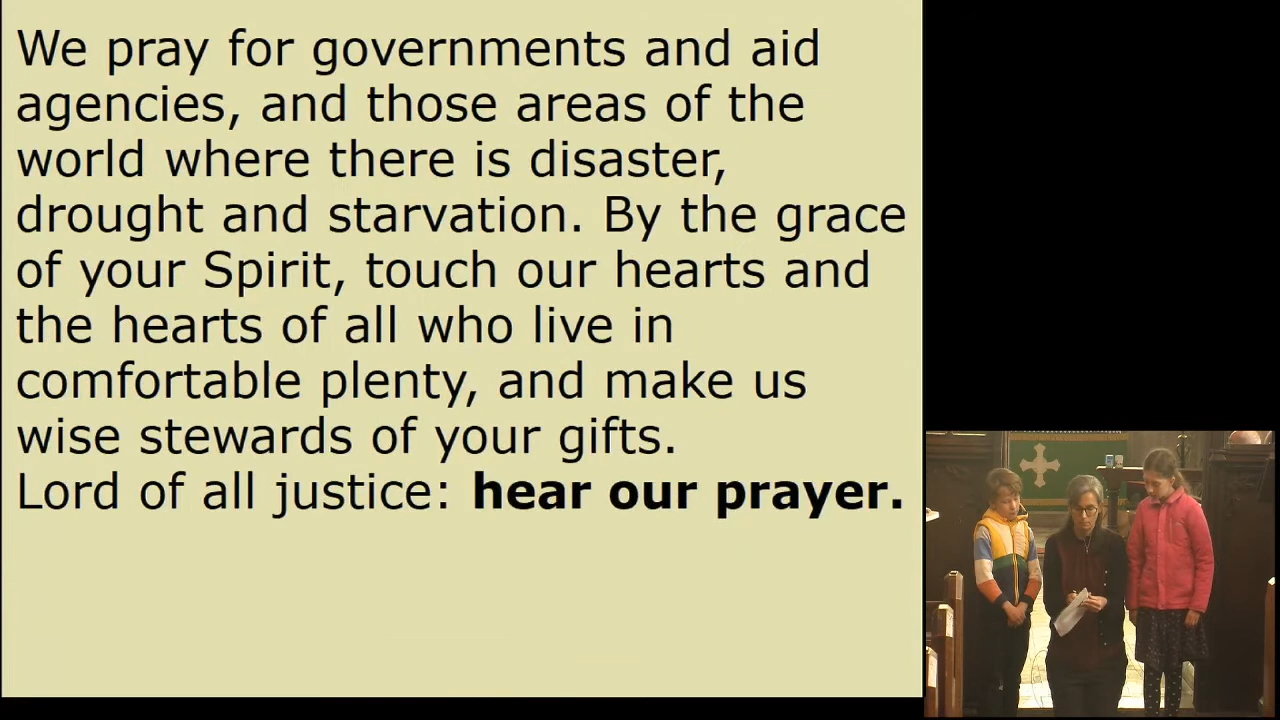 We pray for governments and aid
agencies, and those areas of the
world where there is disaster,
drought and starvation. By the grace
of your Spirit, touch our hearts and
the hearts of all who live in
comfortable plenty, and make us
wise stewards of your gifts.
Lord of all justice: hear our prayer.